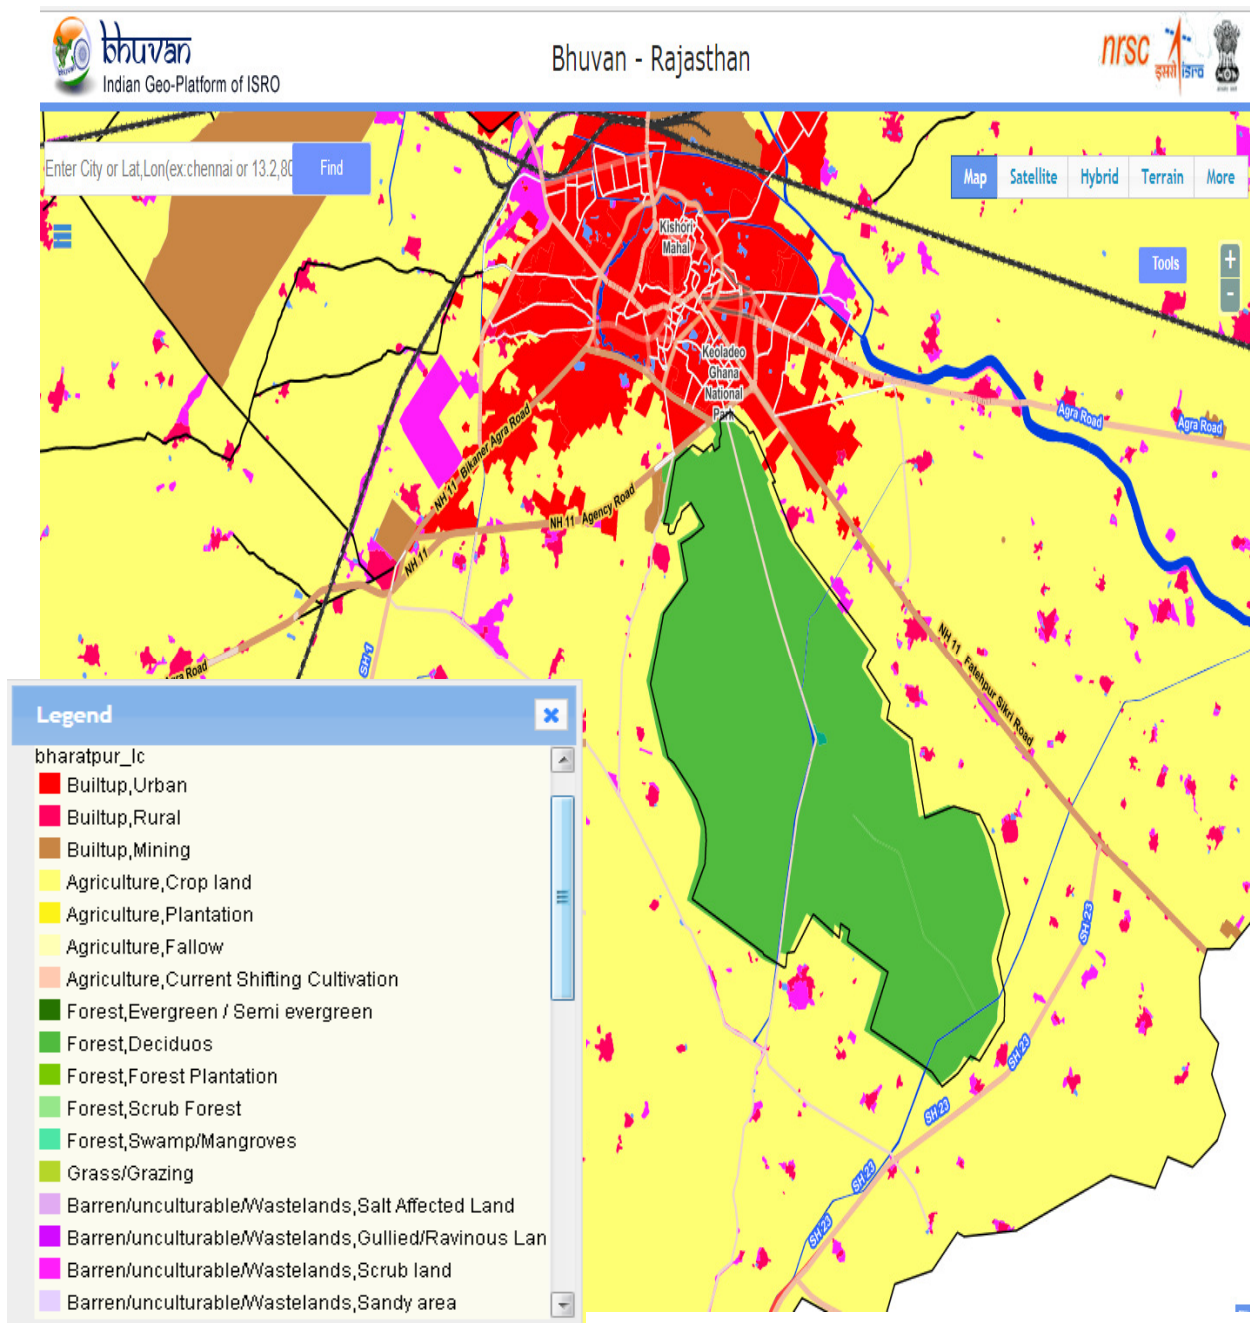 bhuvan
Indian Geo-Platform of ISRO
Bhuvan - Rajasthan
nrsc
इसरो isro
Enter City or Lat,Lon(ex:chennai or 13.2,80
Find
Map
Satellite
Hybrid
Terrain
More
Tools
+
-
Kishori
Mahal
Keoladeo
Ghana
National
Park
Agra Road
Agra Road
NH 11 Bikaner Agra Road
NH 11 Agency Road
NH 11
NH 11 Fatehpur Sikri Road
Agra Road
SH-1
SH-23
SH-23
SH-23
SH-23
SH-23
Legend
bharatpur_lc
Builtup,Urban
Builtup,Rural
Builtup,Mining
Agriculture,Crop land
Agriculture,Plantation
Agriculture,Fallow
Agriculture,Current Shifting Cultivation
Forest,Evergreen / Semi evergreen
Forest,Deciduos
Forest,Forest Plantation
Forest,Scrub Forest
Forest,Swamp/Mangroves
Grass/Grazing
Barren/unculturable/Wastelands,Salt Affected Land
Barren/unculturable/Wastelands,Gullied/Ravinous Lan
Barren/unculturable/Wastelands,Scrub land
Barren/unculturable/Wastelands,Sandy area